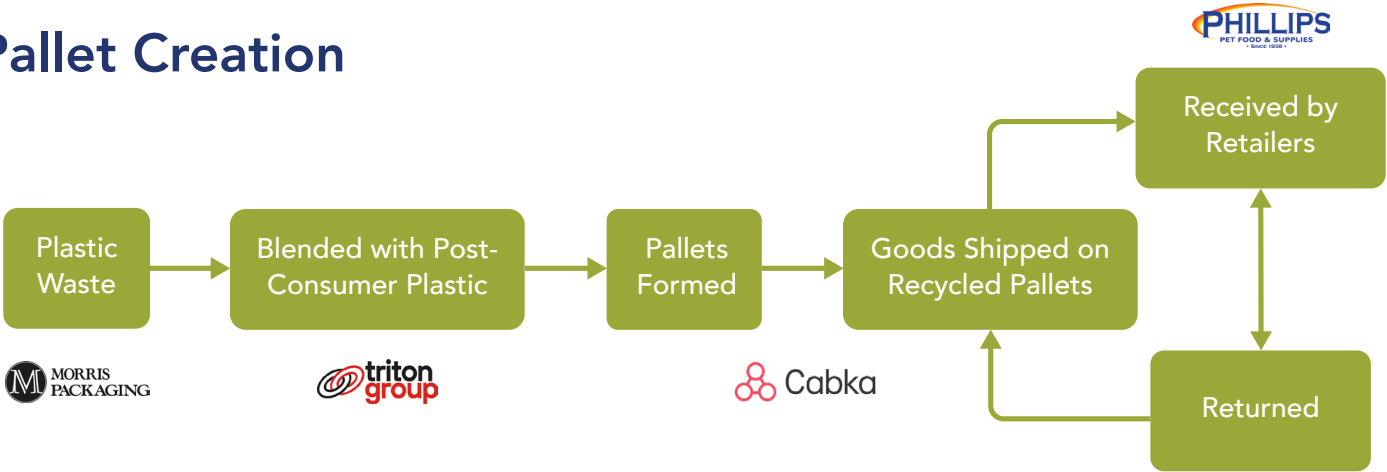 Pallet Creation
PHILLIPS
PET FOOD & SUPPLIES
• SINCE 1938 •
Received by
Retailers
Plastic
Waste
Blended with Post-
Consumer Plastic
Pallets
Formed
Goods Shipped on
Recycled Pallets
M MORRIS
PACKAGING
triton
group
Cabka
Returned